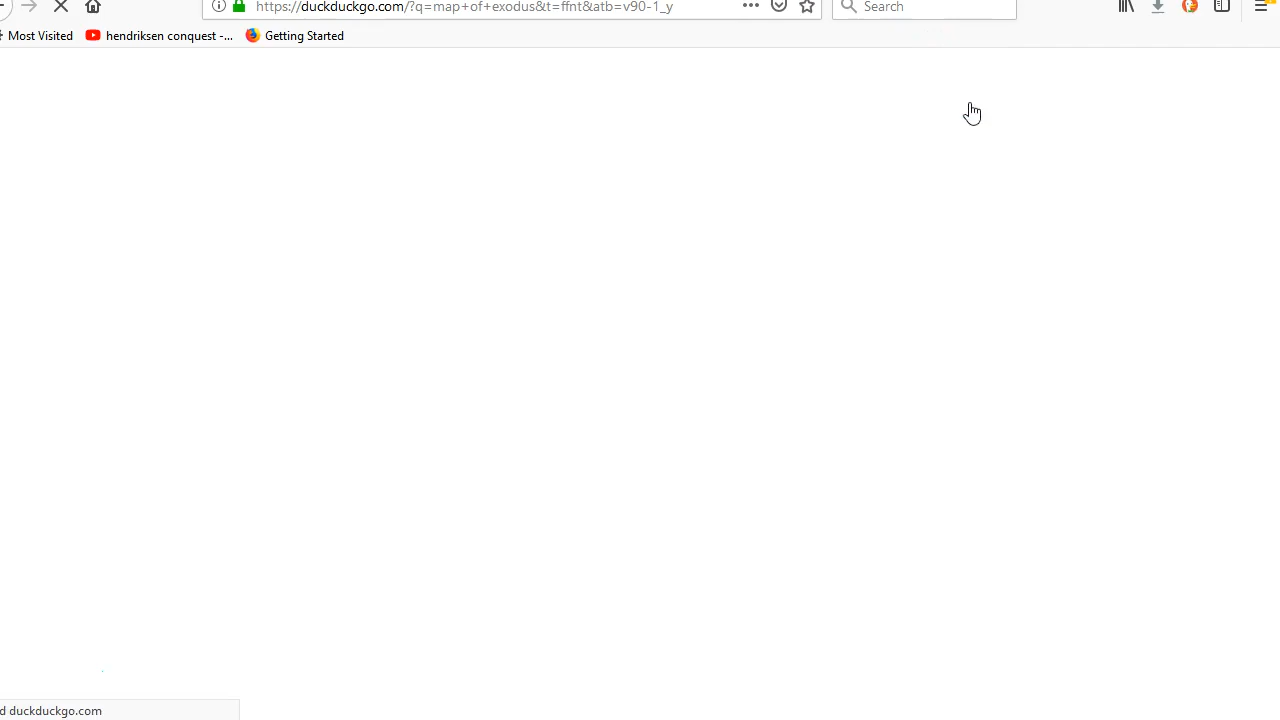 https://duckduckgo.com/?q=map+of+exodus&t=ffnt&atb=v90-1_y
Search
Most Visited
hendriksen conquest -...
Getting Started
d duckduckgo.com